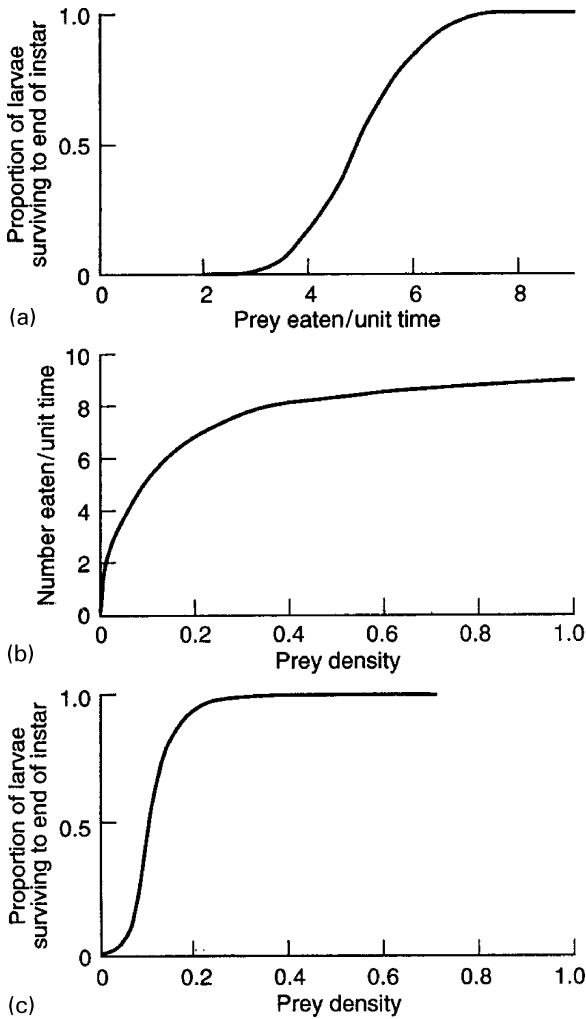 Proportion of larvae
surviving to end of instar
1.0
0.5
0
0 2 4 6 8
Prey eaten/unit time
(a)
Number eaten/unit time
10
8
6
4
2
0
0 0.2 0.4 0.6 0.8 1.0
Prey density
(b)
Proportion of larvae
surviving to end of instar
1.0
0.5
0
0 0.2 0.4 0.6 0.8 1.0
Prey density
(c)